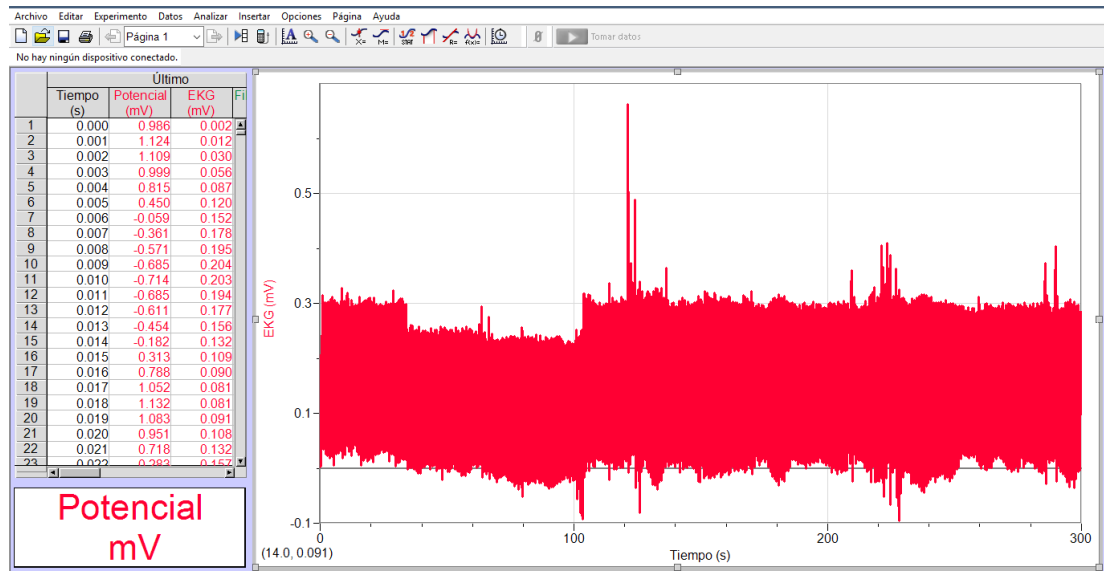 Archivo Editar Experimento Datos Analizar Insertar Opciones Página Ayuda
Página 1
Tomar datos
No hay ningún dispositivo conectado.
Último
Tiempo (s) Potencial (mV) EKG (mV) Fi
1 0.000 0.986 0.002
2 0.001 1.124 0.012
3 0.002 1.109 0.030
4 0.003 0.999 0.056
5 0.004 0.815 0.087
6 0.005 0.450 0.120
7 0.006 -0.059 0.152
8 0.007 -0.361 0.178
9 0.008 -0.571 0.195
10 0.009 -0.685 0.204
11 0.010 -0.714 0.203
12 0.011 -0.685 0.194
13 0.012 -0.611 0.177
14 0.013 -0.454 0.156
15 0.014 -0.182 0.132
16 0.015 0.313 0.109
17 0.016 0.788 0.090
18 0.017 1.052 0.081
19 0.018 1.132 0.081
20 0.019 1.083 0.091
21 0.020 0.951 0.108
22 0.021 0.718 0.132
23 0.022 0.283 0.157
Potencial
mV
EKG (mV)
0.5
0.3
0.1
-0.1
0 100 200 300
(14.0, 0.091)
Tiempo (s)